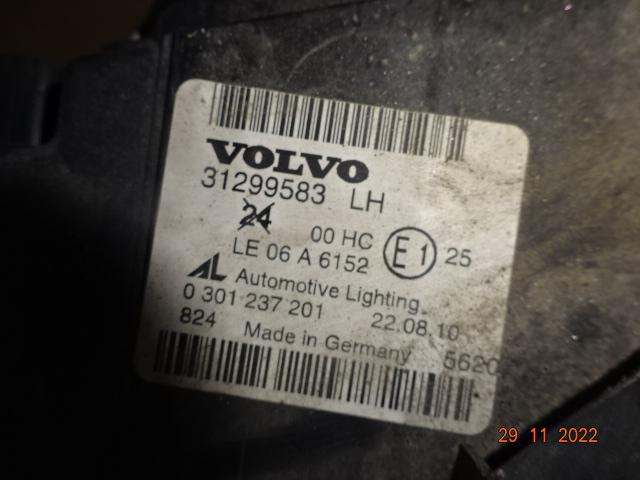 VOLVO
31299583 LH
24
00 HC E1 25
LE 06 A 6152
AL Automotive Lighting
0 301 237 201 22.08.10
824 Made in Germany 5620
29 11 2022